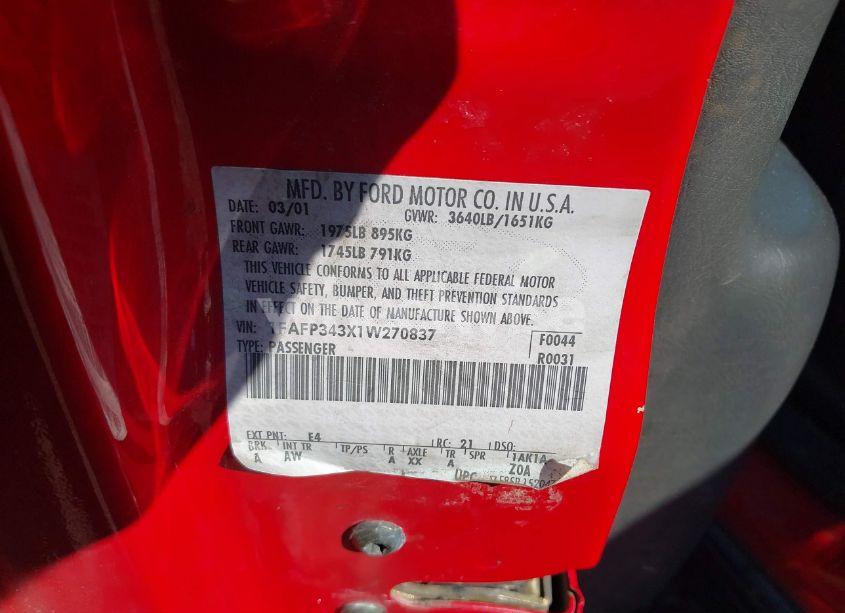 MFD. BY FORD MOTOR CO. IN U.S.A.
DATE: 03/01 GVWR: 3640LB/1651KG
FRONT GAWR: 1975LB 895KG
REAR GAWR: 1745LB 791KG
THIS VEHICLE CONFORMS TO ALL APPLICABLE FEDERAL MOTOR
VEHICLE SAFETY, BUMPER, AND THEFT PREVENTION STANDARDS
IN EFFECT ON THE DATE OF MANUFACTURE SHOWN ABOVE.
VIN: 1FAFP343X1W270837 F0044
TYPE: PASSENGER R0031
EXT PNT: E4 RC: 21 DSO:
BRK INT TR TP/PS R AXLE TR SPR 1AK1A
A AW A XX A Z0A
UPC